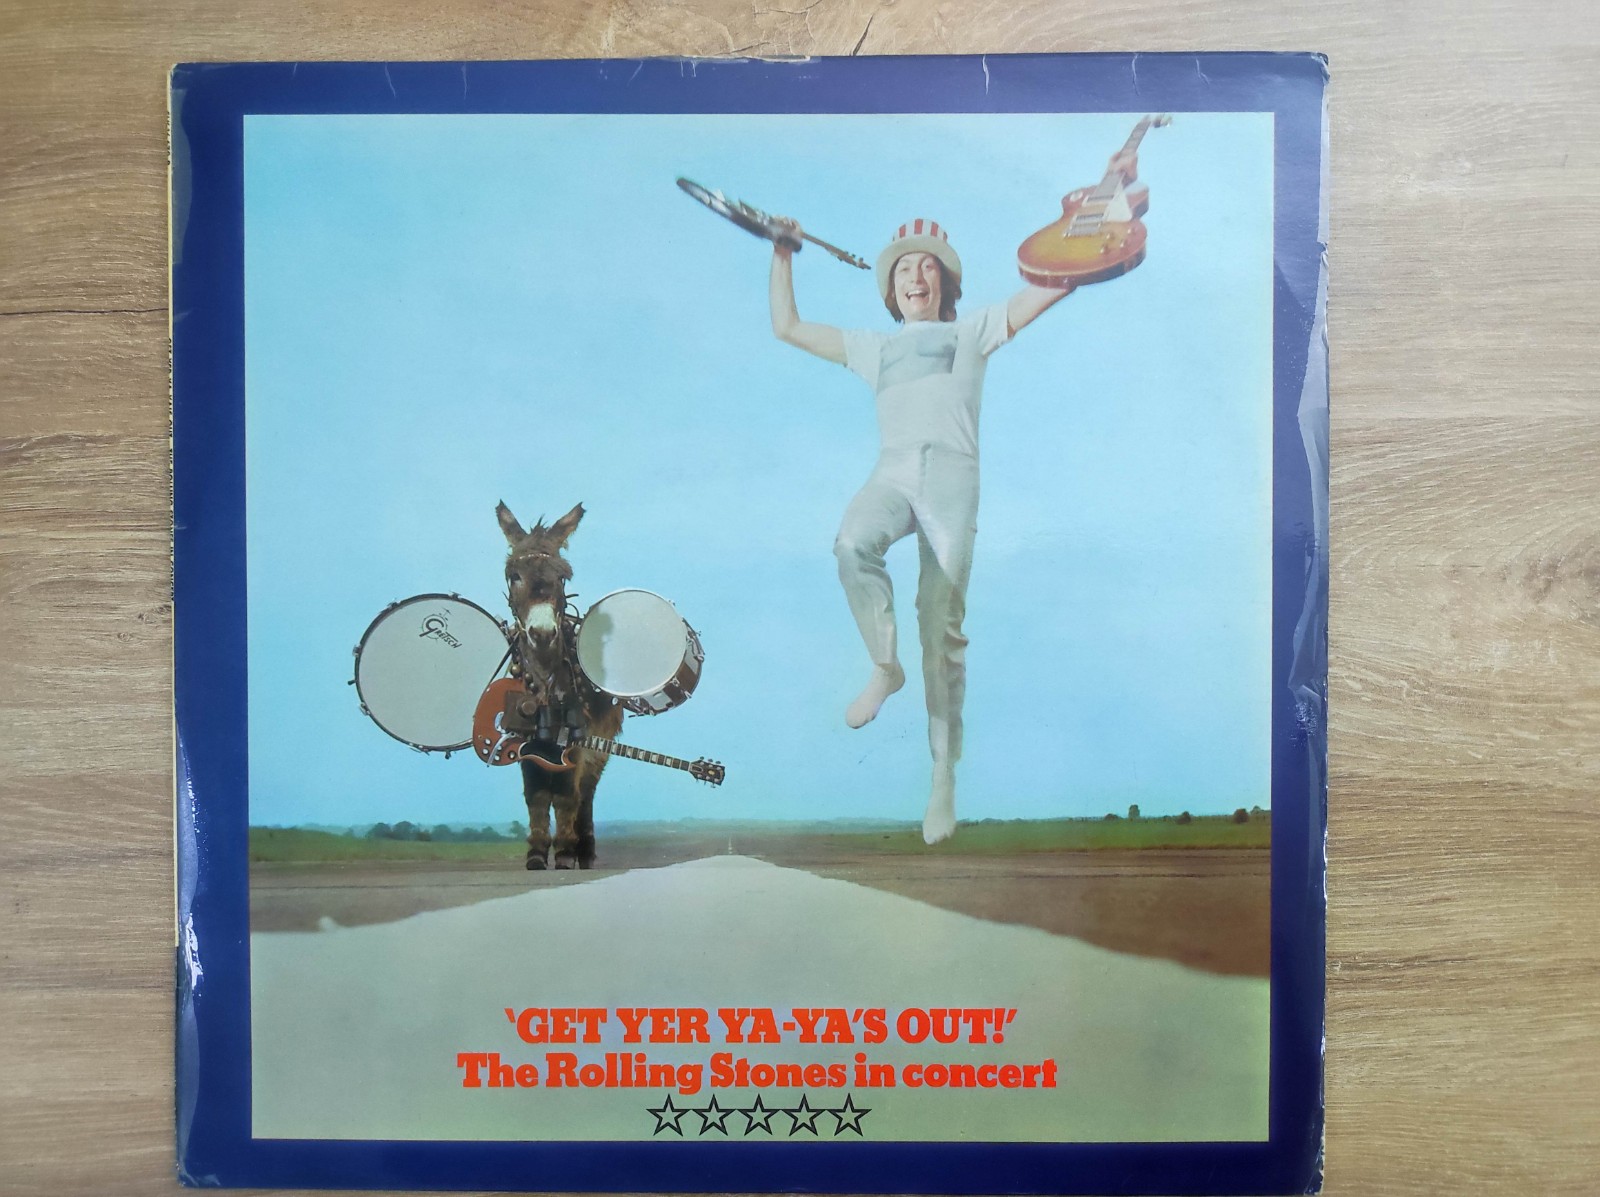 'GET YER YA-YA'S OUT!'
The Rolling Stones in concert
GRETSCH